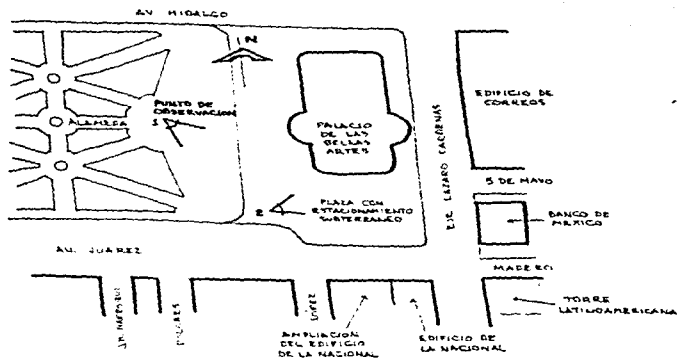 AV. HIDALGO
N
EDIFICIO DE
CORREOS
PUNTO DE
OBSERVACION
1
ALAMEDA
PALACIO
DE LAS
BELLAS
ARTES
EJE LAZARO CARDENAS
5 DE MAYO
PLAZA CON
ESTACIONAMIENTO
SUBTERRANEO
2
BANCO DE
MEXICO
AV. JUAREZ
MADERO
DOLORES
LOPEZ
TORRE
LATINOAMERICANA
AMPLIACION
DEL EDIFICIO
DE LA NACIONAL
EDIFICIO DE
LA NACIONAL